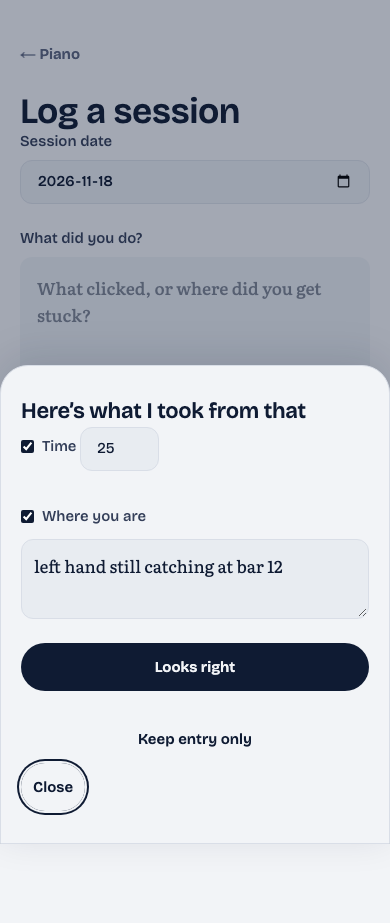 ← Piano
Log a session
Session date
2026-11-18
What did you do?
What clicked, or where did you get
stuck?
Here's what I took from that
Time 25
Where you are
left hand still catching at bar 12
Looks right
Keep entry only
Close